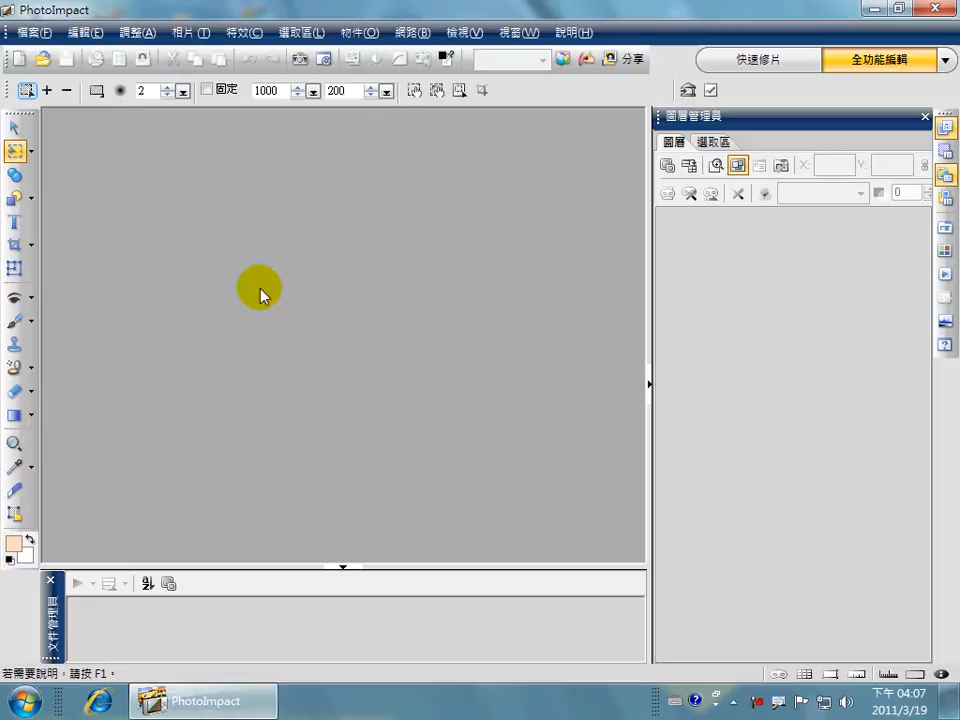 PhotoImpact
檔案(F) 編輯(E) 調整(A) 相片(T) 特效(C) 選取區(L) 物件(O) 網路(B) 檢視(V) 視窗(W) 說明(H)
分享 快速修片 全功能編輯
2 固定 1000 200
圖層管理員
圖層 選取區
X: Y:
0
文件管理員
若需要說明，請按 F1。
PhotoImpact
下午 04:07
2011/3/19